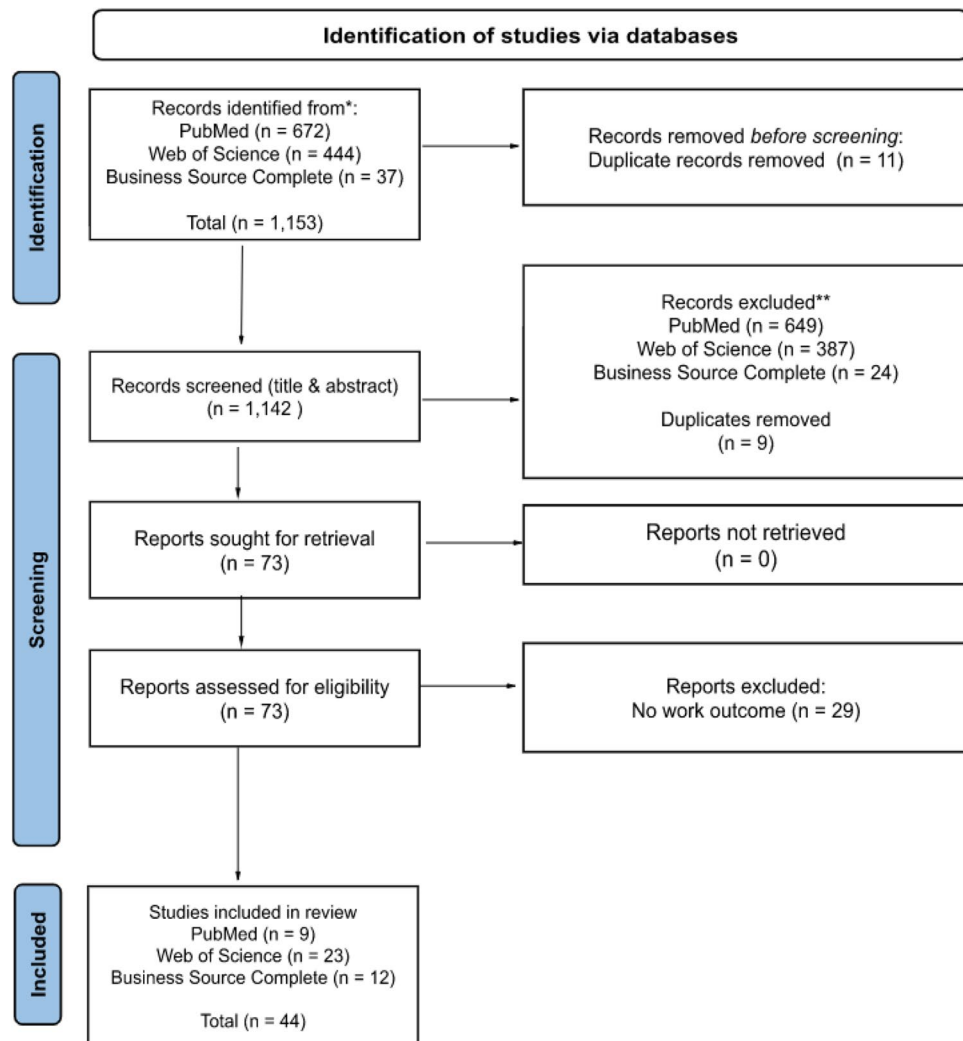 Identification of studies via databases
Identification
Records identified from*:
PubMed (n = 672)
Web of Science (n = 444)
Business Source Complete (n = 37)
Total (n = 1,153)
Records removed before screening:
Duplicate records removed (n = 11)
Screening
Records screened (title & abstract)
(n = 1,142 )
Records excluded**
PubMed (n = 649)
Web of Science (n = 387)
Business Source Complete (n = 24)
Duplicates removed
(n = 9)
Reports sought for retrieval
(n = 73)
Reports not retrieved
(n = 0)
Reports assessed for eligibility
(n = 73)
Reports excluded:
No work outcome (n = 29)
Included
Studies included in review
PubMed (n = 9)
Web of Science (n = 23)
Business Source Complete (n = 12)
Total (n = 44)